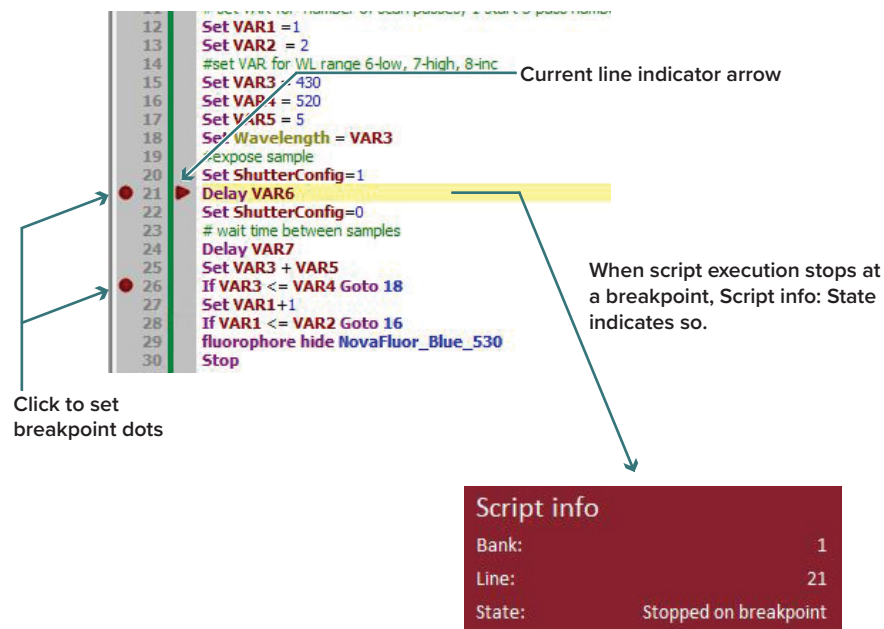 11 # set VAR for number of scan passes, 1 start 3 pass
12 Set VAR1 =1
13 Set VAR2 = 2
14 #set VAR for WL range 6-low, 7-high, 8-inc
15 Set VAR3 = 430
16 Set VAR4 = 520
17 Set VAR5 = 5
18 Set Wavelength = VAR3
19 #expose sample
20 Set ShutterConfig=1
21 Delay VAR6
22 Set ShutterConfig=0
23 # wait time between samples
24 Delay VAR7
25 Set VAR3 + VAR5
26 If VAR3 <= VAR4 Goto 18
27 Set VAR1+1
28 If VAR1 <= VAR2 Goto 16
29 fluorophore hide NovaFluor_Blue_530
30 Stop
Current line indicator arrow
When script execution stops at
a breakpoint, Script info: State
indicates so.
Click to set
breakpoint dots
Script info
Bank: 1
Line: 21
State: Stopped on breakpoint